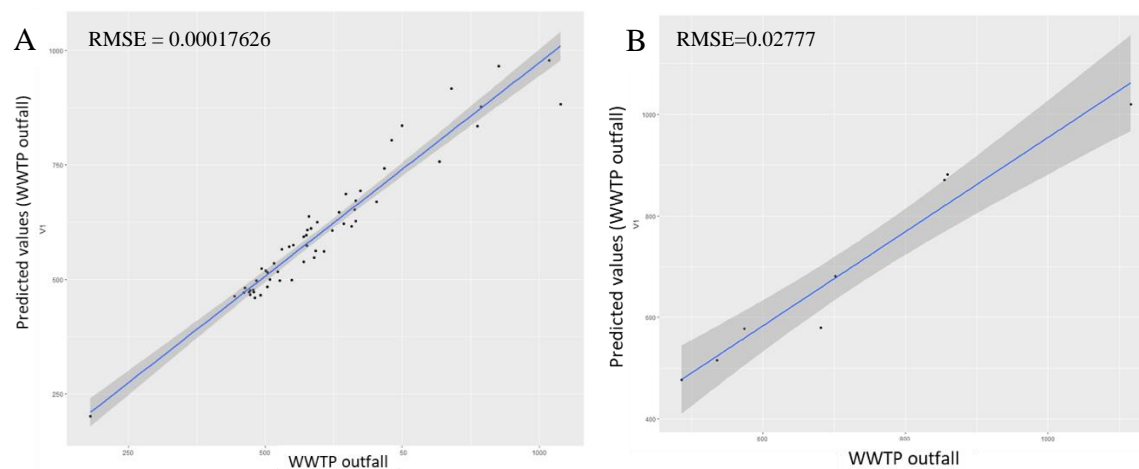 A
RMSE = 0.00017626
1000
750
500
250
Predicted values (WWTP outfall)
V1
250
500
50
1000
WWTP outfall
B
RMSE=0.02777
1000
800
600
400
Predicted values (WWTP outfall)
V1
600
800
1000
WWTP outfall